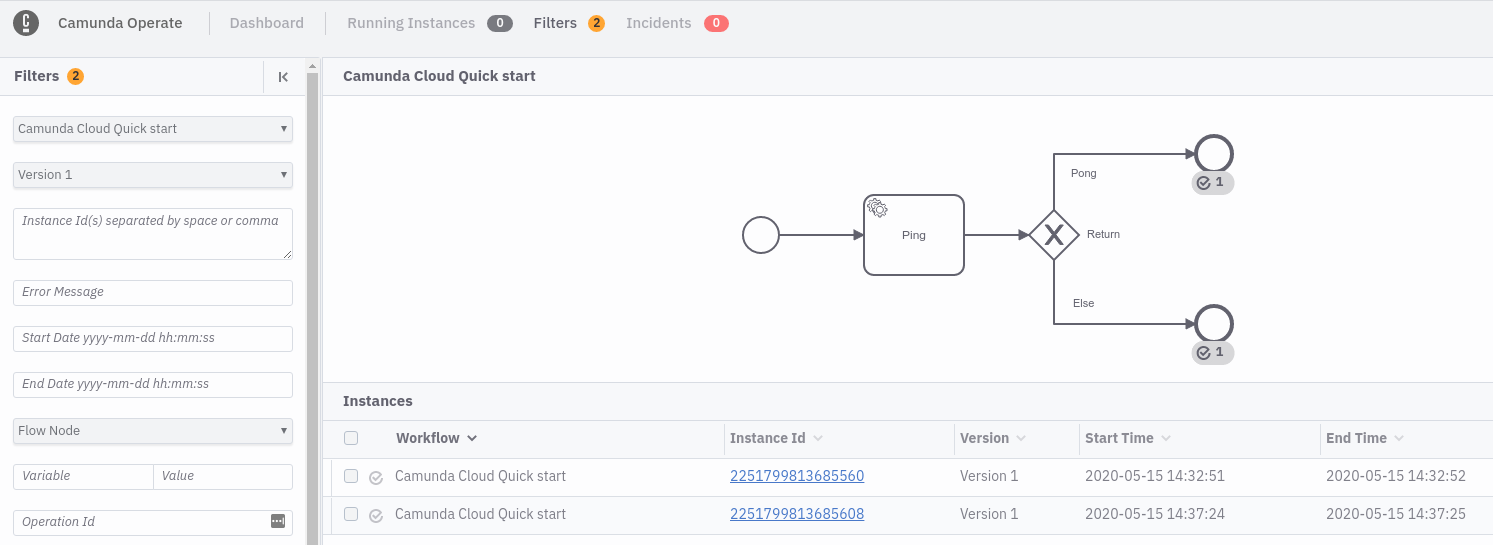 Camunda Operate Dashboard Running Instances 0 Filters 2 Incidents 0
Filters 2
Camunda Cloud Quick start
Version 1
Instance Id(s) separated by space or comma
Error Message
Start Date yyyy-mm-dd hh:mm:ss
End Date yyyy-mm-dd hh:mm:ss
Flow Node
Variable Value
Operation Id
Camunda Cloud Quick start
Ping
Pong
Return
Else
1
1
Instances
Workflow Instance Id Version Start Time End Time
Camunda Cloud Quick start 2251799813685560 Version 1 2020-05-15 14:32:51 2020-05-15 14:32:52
Camunda Cloud Quick start 2251799813685608 Version 1 2020-05-15 14:37:24 2020-05-15 14:37:25